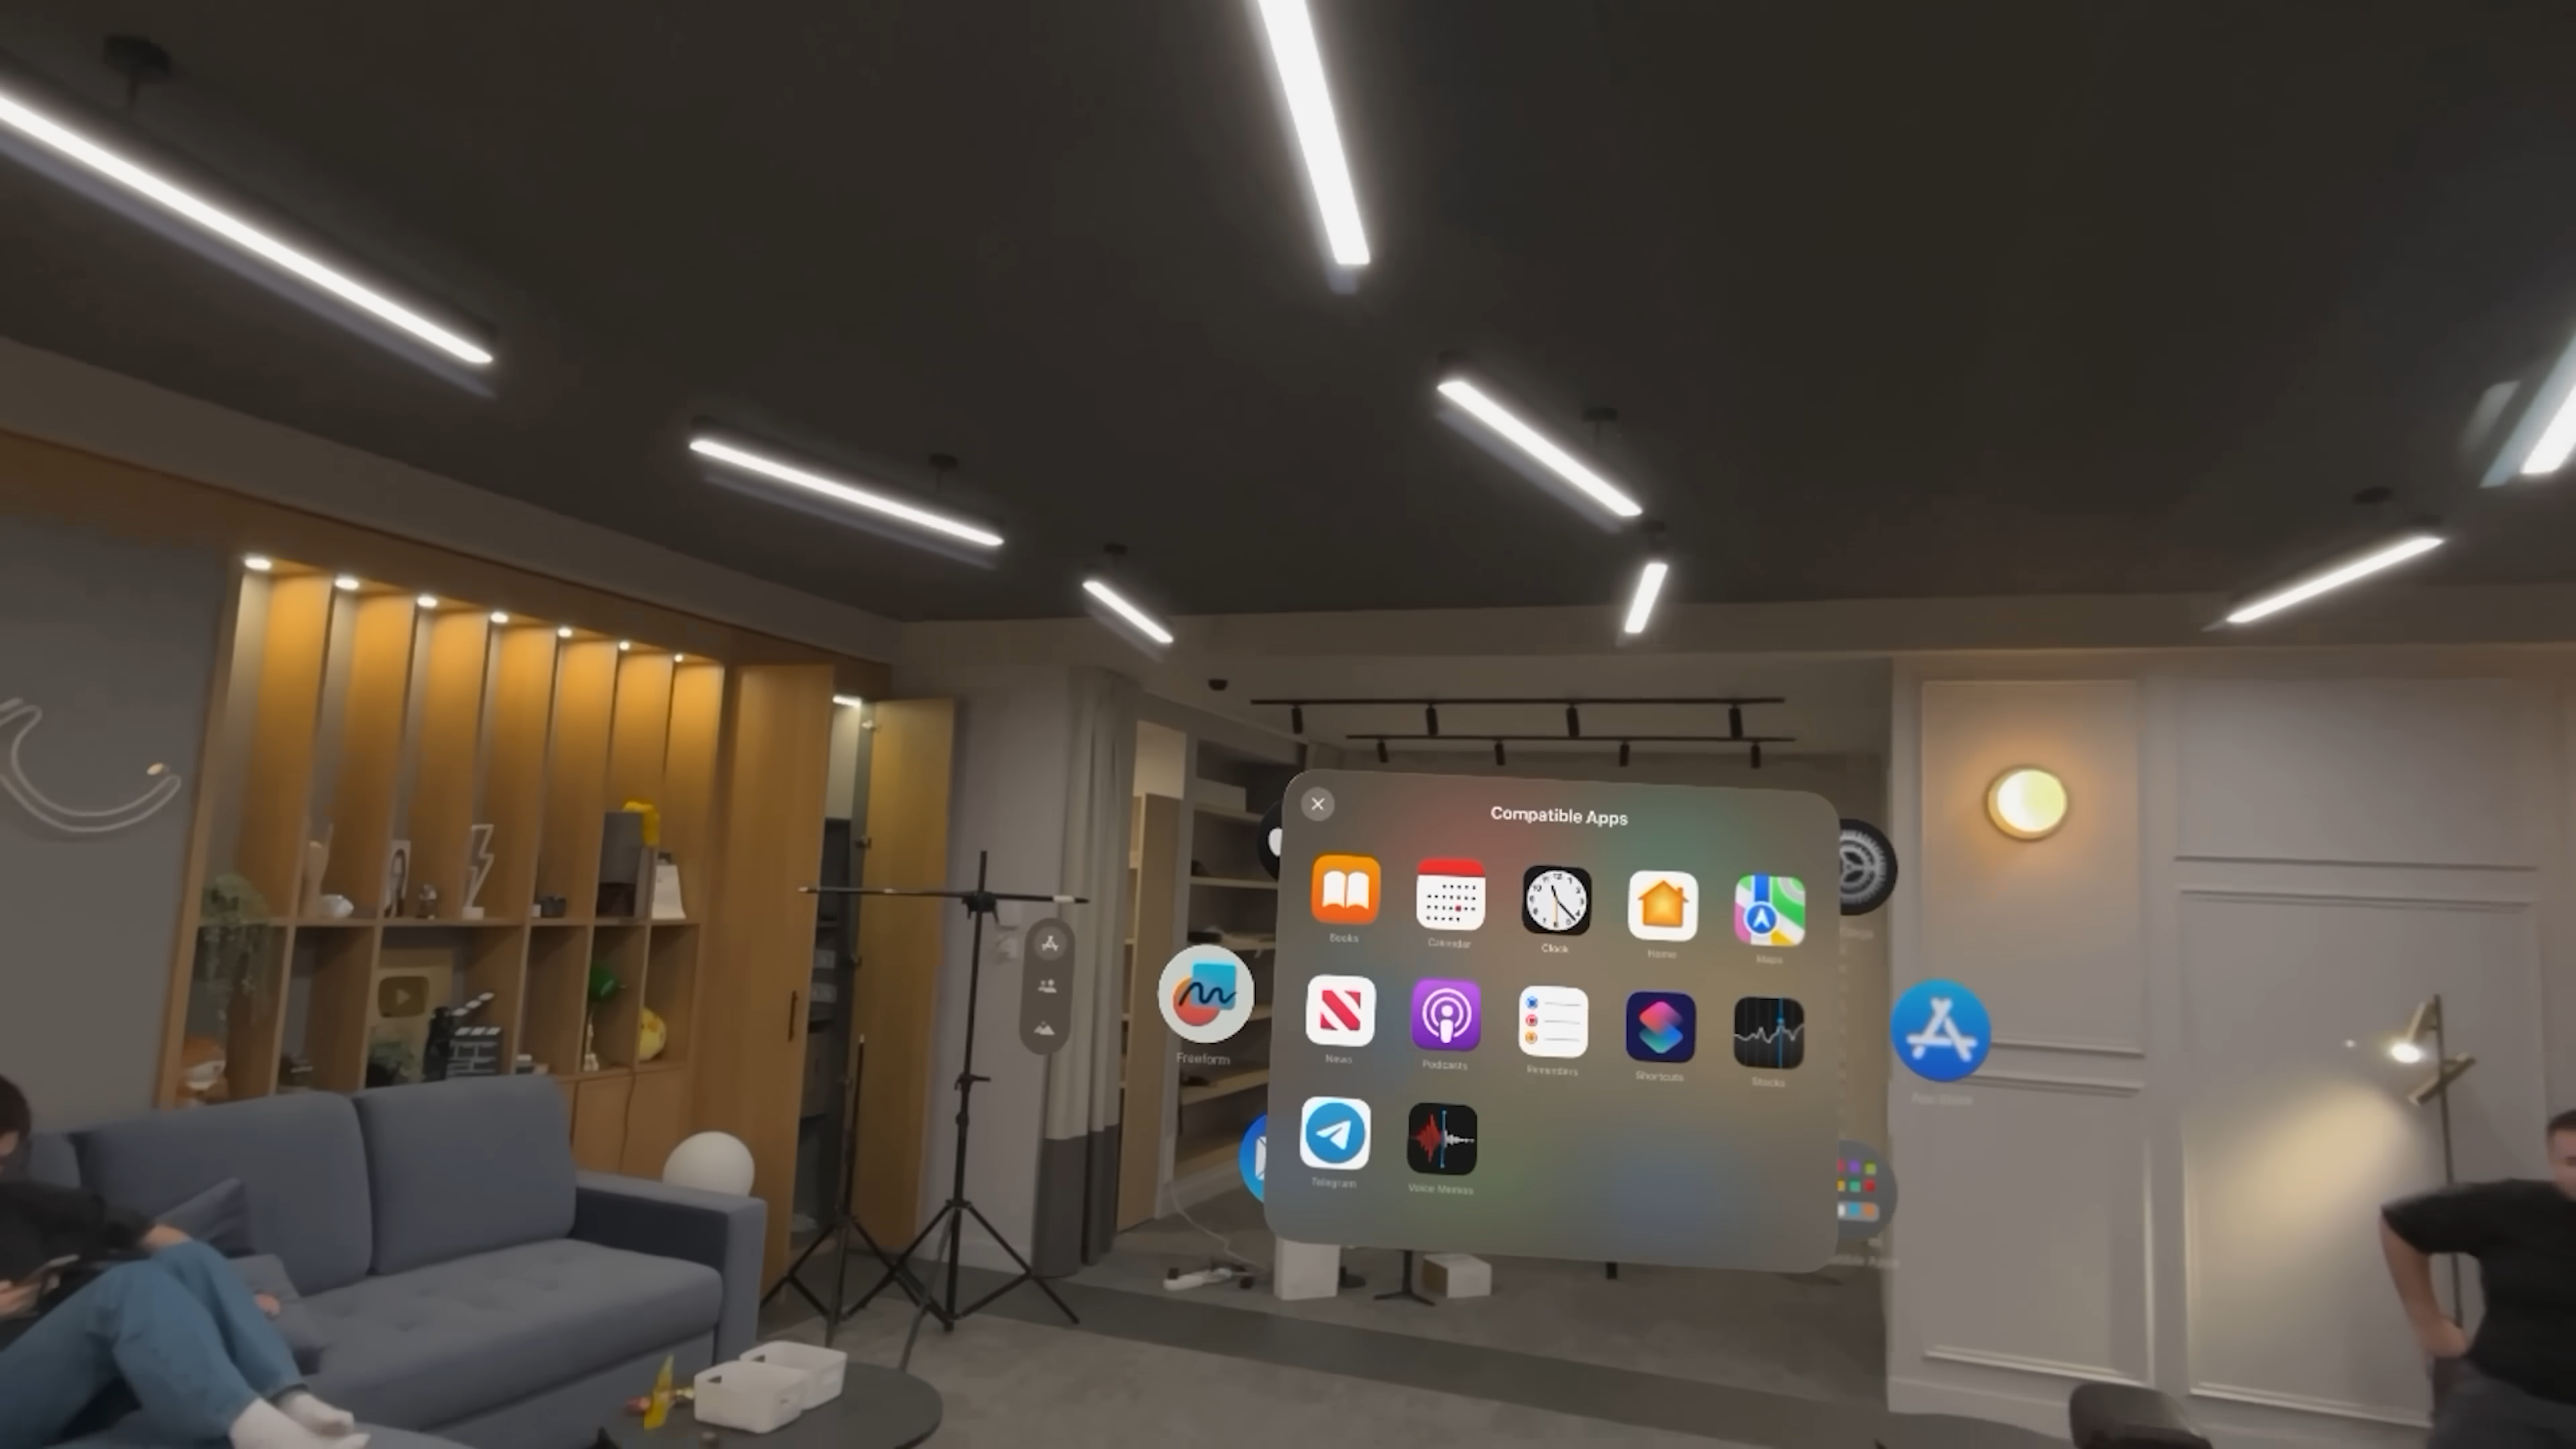 Compatible Apps
Books
Calendar
Clock
Home
Maps
News
Podcasts
Reminders
Shortcuts
Stocks
Telegram
Voice Memos
Freeform